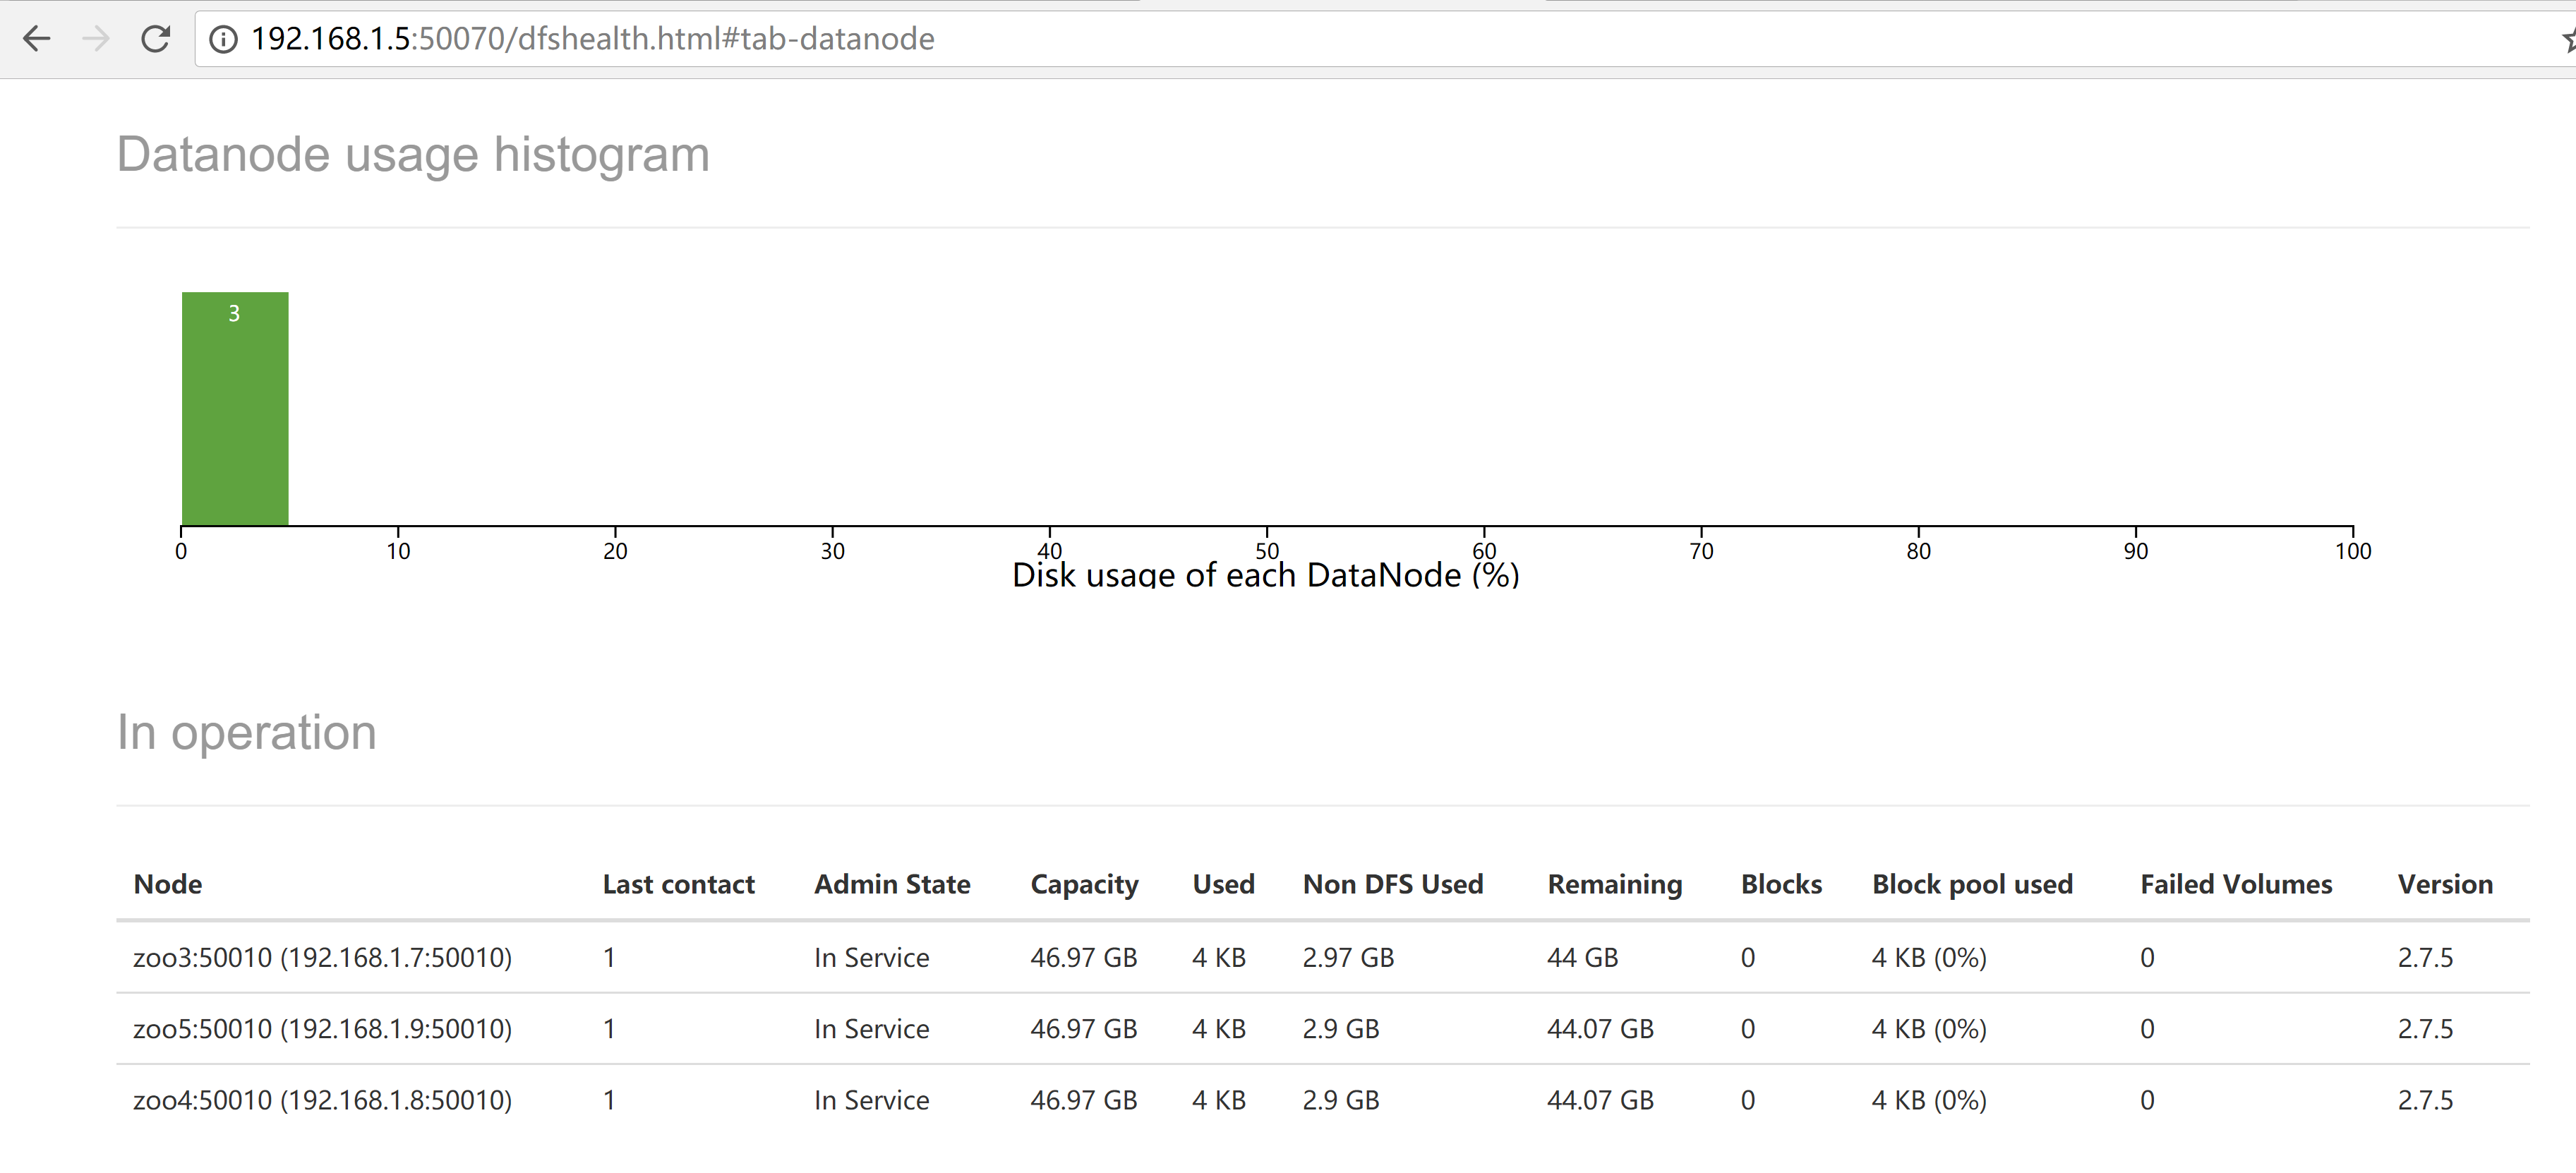 192.168.1.5:50070/dfshealth.html#tab-datanode
Datanode usage histogram
3
0 10 20 30 40 50 60 70 80 90 100
Disk usage of each DataNode (%)
In operation
Node Last contact Admin State Capacity Used Non DFS Used Remaining Blocks Block pool used Failed Volumes Version
zoo3:50010 (192.168.1.7:50010) 1 In Service 46.97 GB 4 KB 2.97 GB 44 GB 0 4 KB (0%) 0 2.7.5
zoo5:50010 (192.168.1.9:50010) 1 In Service 46.97 GB 4 KB 2.9 GB 44.07 GB 0 4 KB (0%) 0 2.7.5
zoo4:50010 (192.168.1.8:50010) 1 In Service 46.97 GB 4 KB 2.9 GB 44.07 GB 0 4 KB (0%) 0 2.7.5